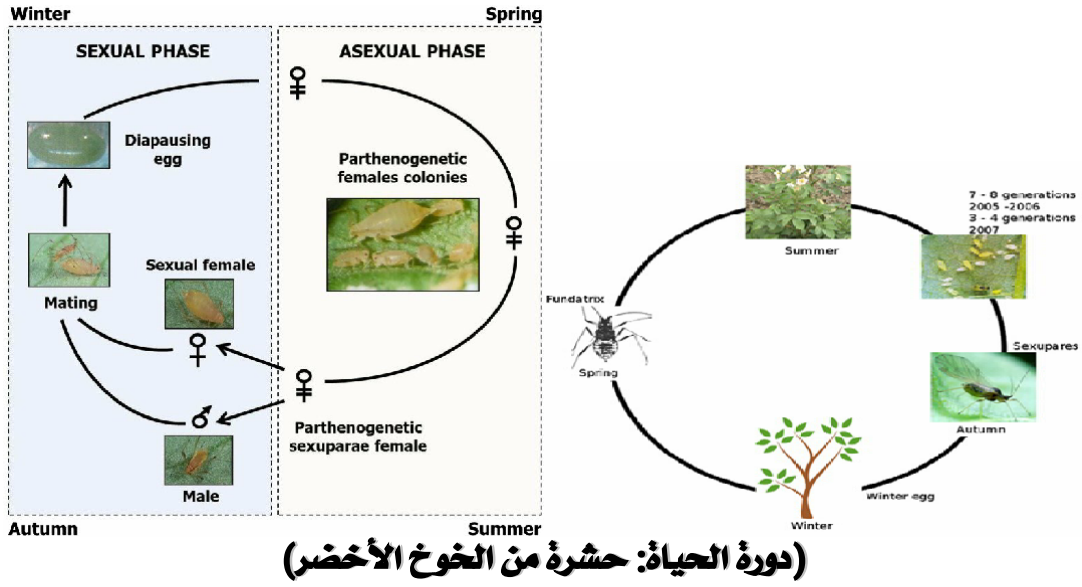 Winter
Spring
SEXUAL PHASE
ASEXUAL PHASE
Diapausing
egg
Parthenogenetic
females colonies
Sexual female
Mating
Parthenogenetic
sexuparae female
Male
Autumn
Summer
7 - 8 generations
2005 -2006
3 - 4 generations
2007
Summer
Fundatrix
Spring
Sexupares
Autumn
Winter egg
Winter
(دورة الحياة: حشرة من الخوخ الأخضر)